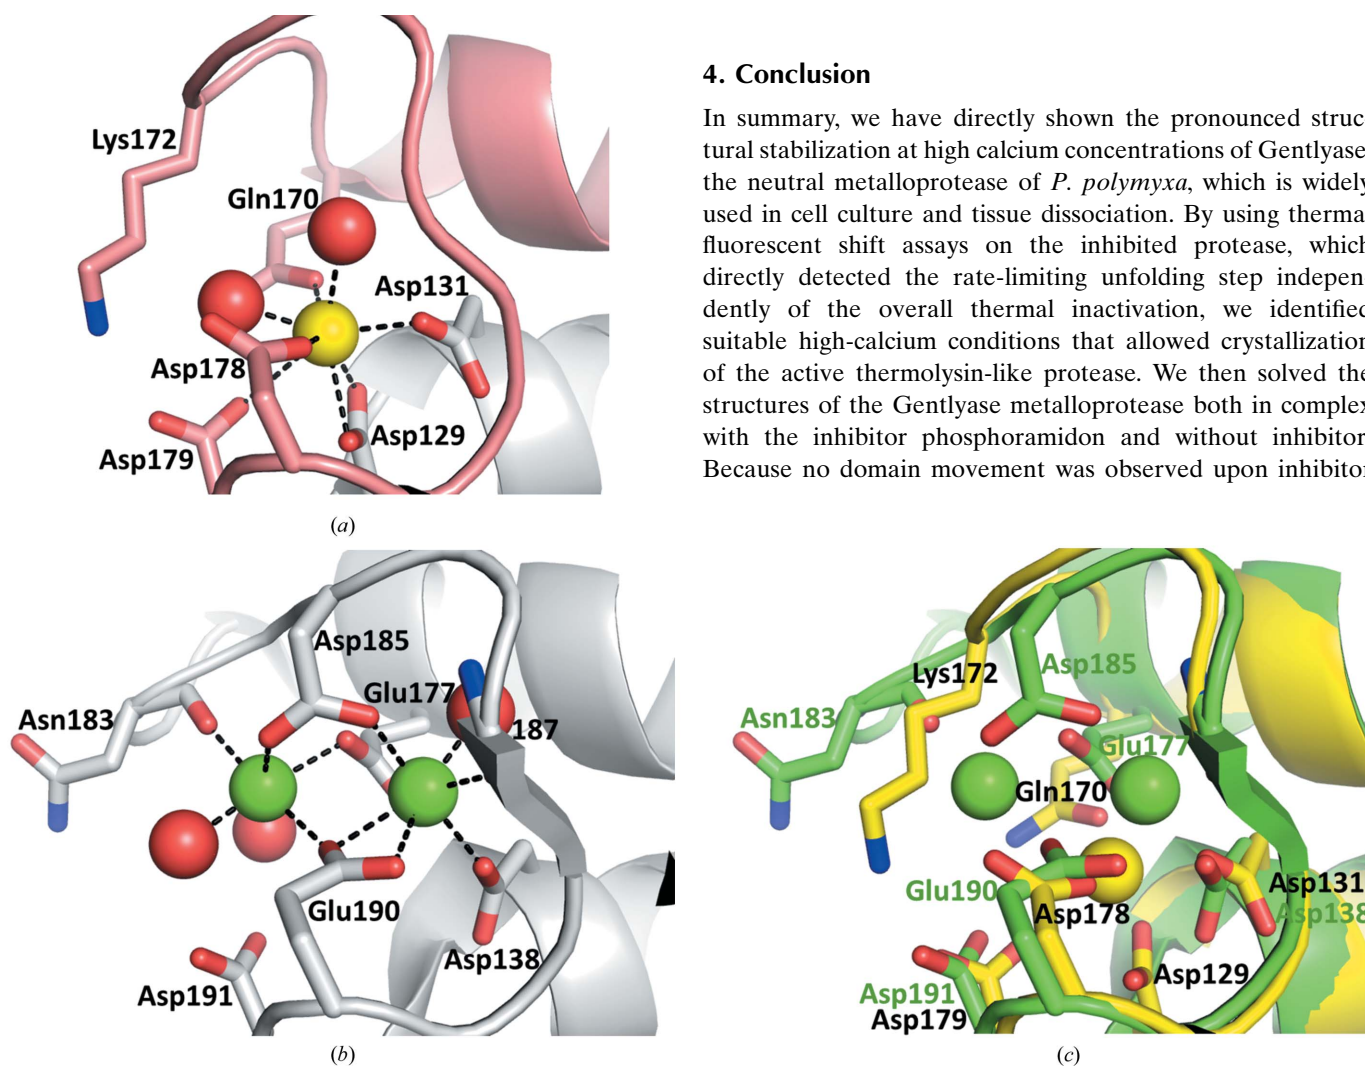 Lys172
Gln170
Asp131
Asp178
Asp129
Asp179
(a)
4. Conclusion
In summary, we have directly shown the pronounced struc
tural stabilization at high calcium concentrations of Gentlyase
the neutral metalloprotease of P. polymyxa, which is widely
used in cell culture and tissue dissociation. By using therma
fluorescent shift assays on the inhibited protease, which
directly detected the rate-limiting unfolding step indepen
dently of the overall thermal inactivation, we identified
suitable high-calcium conditions that allowed crystallization
of the active thermolysin-like protease. We then solved the
structures of the Gentlyase metalloprotease both in complex
with the inhibitor phosphoramidon and without inhibitor
Because no domain movement was observed upon inhibitor
Asp185
Glu177
Asn183
187
Glu190
Asp138
Asp191
(b)
Lys172
Asp185
Asn183
Glu177
Gln170
Glu190
Asp131
Asp178
Asp138
Asp129
Asp191
Asp179
(c)